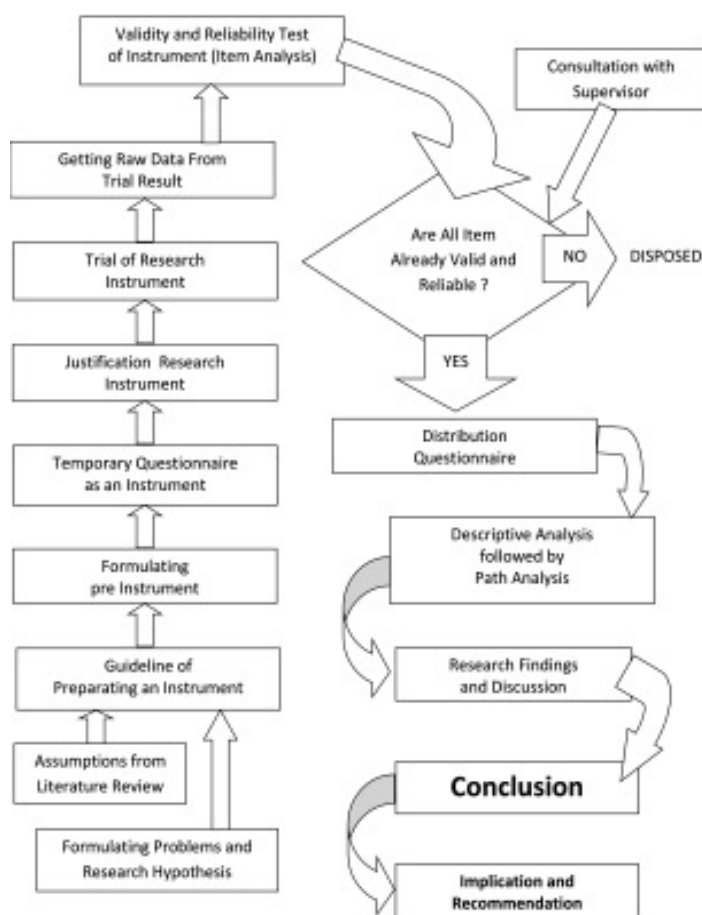 Validity and Reliability Test
of Instrument (Item Analysis)
Consultation with
Supervisor
Getting Raw Data From
Trial Result
Are All Item
Already Valid and
Reliable ?
NO
DISPOSED
Trial of Research
Instrument
Justification Research
Instrument
YES
Distribution
Questionnaire
Temporary Questionnaire
as an Instrument
Descriptive Analysis
followed by
Path Analysis
Formulating
pre Instrument
Guideline of
Preparating an Instrument
Research Findings
and Discussion
Assumptions from
Literature Review
Conclusion
Formulating Problems and
Research Hypothesis
Implication and
Recommendation